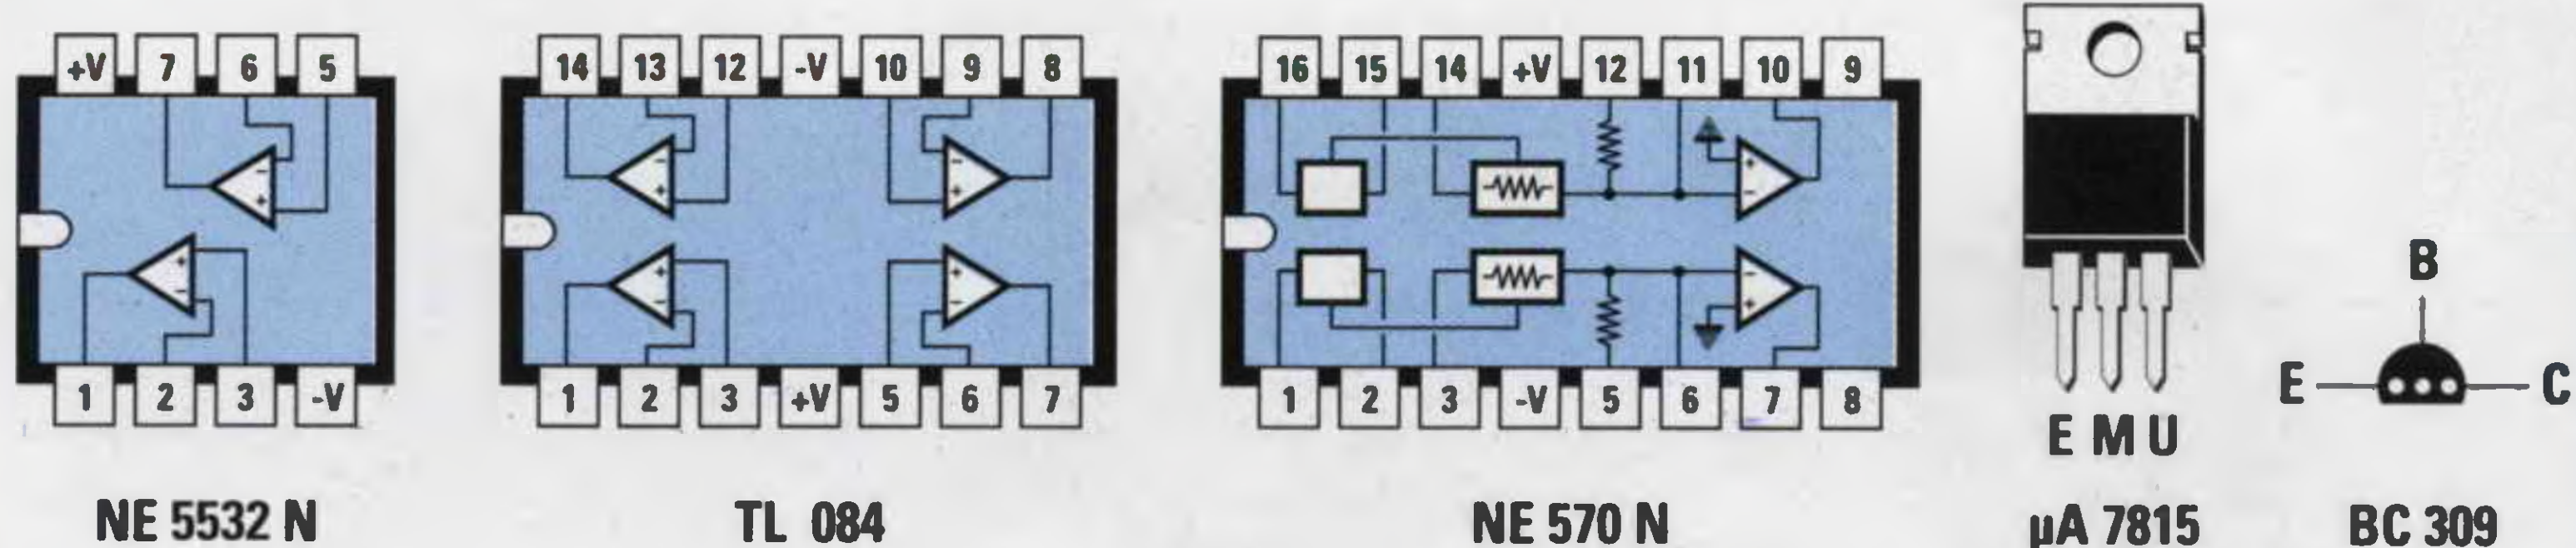 +V 7 6 5
1 2 3 -V
NE 5532 N
14 13 12 -V 10 9 8
- + - +
+ - + -
1 2 3 +V 5 6 7
TL 084
16 15 14 +V 12 11 10 9
+ -
- +
1 2 3 -V 5 6 7 8
NE 570 N
E M U
µA 7815
B
E C
BC 309